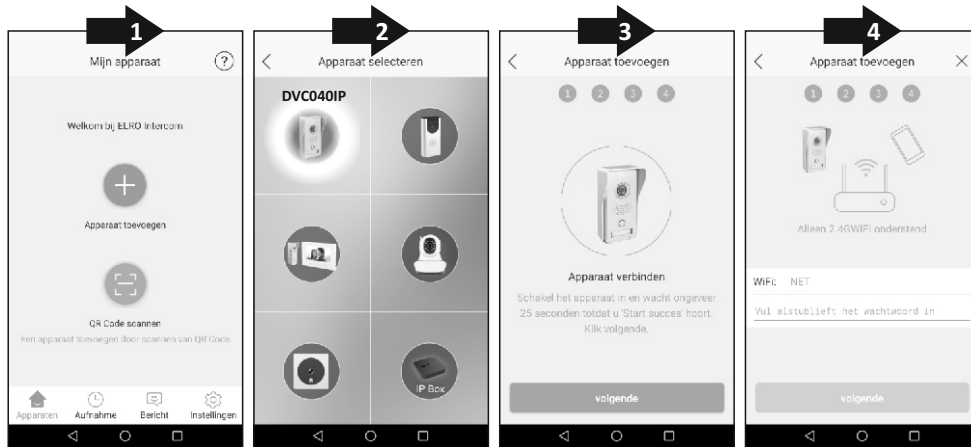 1
Mijn apparaat
?
Welkom bij ELRO Intercom
Apparaat toevoegen
QR Code scannen
Een apparaat toevoegen door scannen van QR Code
Apparaten Aufnahme Bericht Instellingen
2
Apparaat selecteren
DVC040IP
IP Box
3
Apparaat toevoegen
1 2 3 4
Apparaat verbinden
Schakel het apparaat in en wacht ongeveer
25 seconden totdat u 'Start succes' hoort.
Klik volgende.
volgende
4
Apparaat toevoegen
1 2 3 4
Alleen 2.4GWIFI onderstend
WiFi: NET
Vul alstublieft het wachtwoord in
volgende